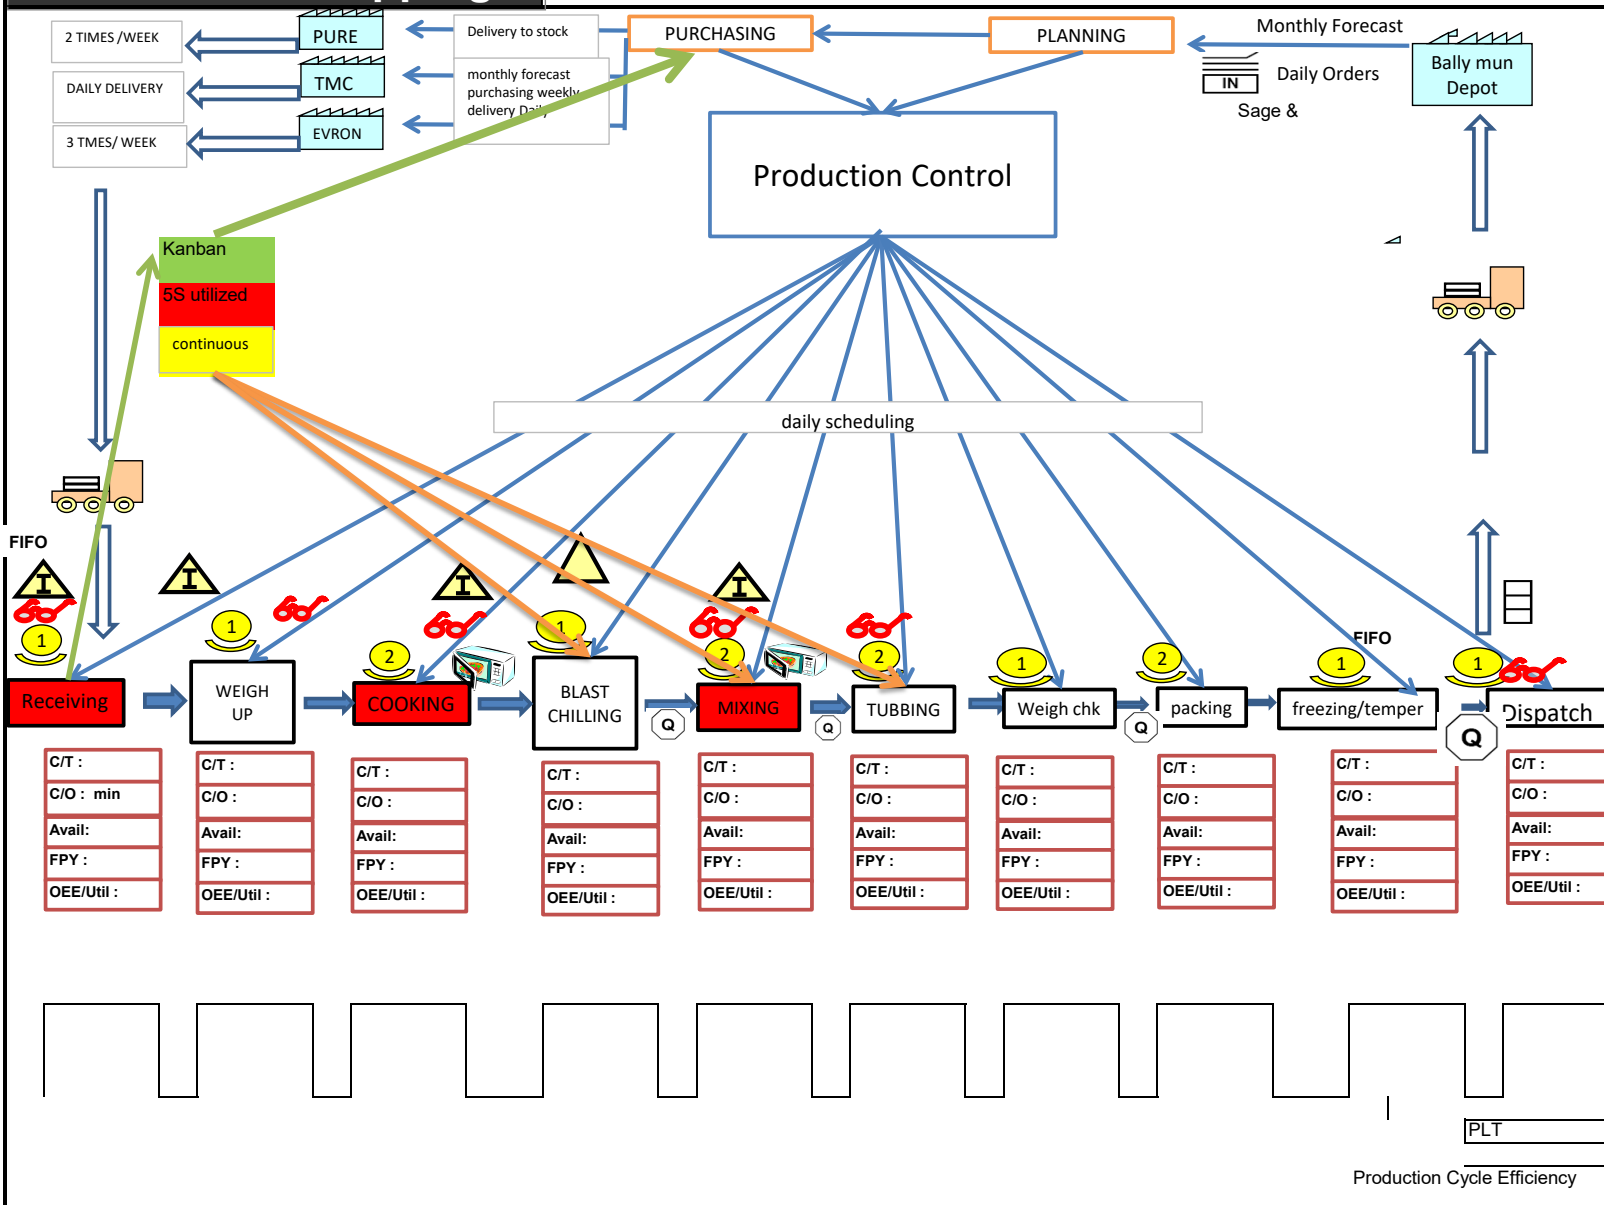 2 TIMES /WEEK
PURE
Delivery to stock
PURCHASING
PLANNING
Monthly Forecast
DAILY DELIVERY
TMC
monthly forecast
purchasing weekly
delivery Daily
IN
Daily Orders
Bally mun
Depot
Sage &
3 TMES/ WEEK
EVRON
Production Control
Kanban
5S utilized
continuous
daily scheduling
FIFO
I
I
I
I
1
1
2
1
2
2
1
2
FIFO
1
1
Receiving
WEIGH
UP
COOKING
BLAST
CHILLING
Q
MIXING
Q
TUBBING
Weigh chk
Q
packing
freezing/temper
Q
Dispatch
C/T :
C/O : min
Avail:
FPY :
OEE/Util :
C/T :
C/O :
Avail:
FPY :
OEE/Util :
C/T :
C/O :
Avail:
FPY :
OEE/Util :
C/T :
C/O :
Avail:
FPY :
OEE/Util :
C/T :
C/O :
Avail:
FPY :
OEE/Util :
C/T :
C/O :
Avail:
FPY :
OEE/Util :
C/T :
C/O :
Avail:
FPY :
OEE/Util :
C/T :
C/O :
Avail:
FPY :
OEE/Util :
C/T :
C/O :
Avail:
FPY :
OEE/Util :
C/T :
C/O :
Avail:
FPY :
OEE/Util :
PLT
Production Cycle Efficiency